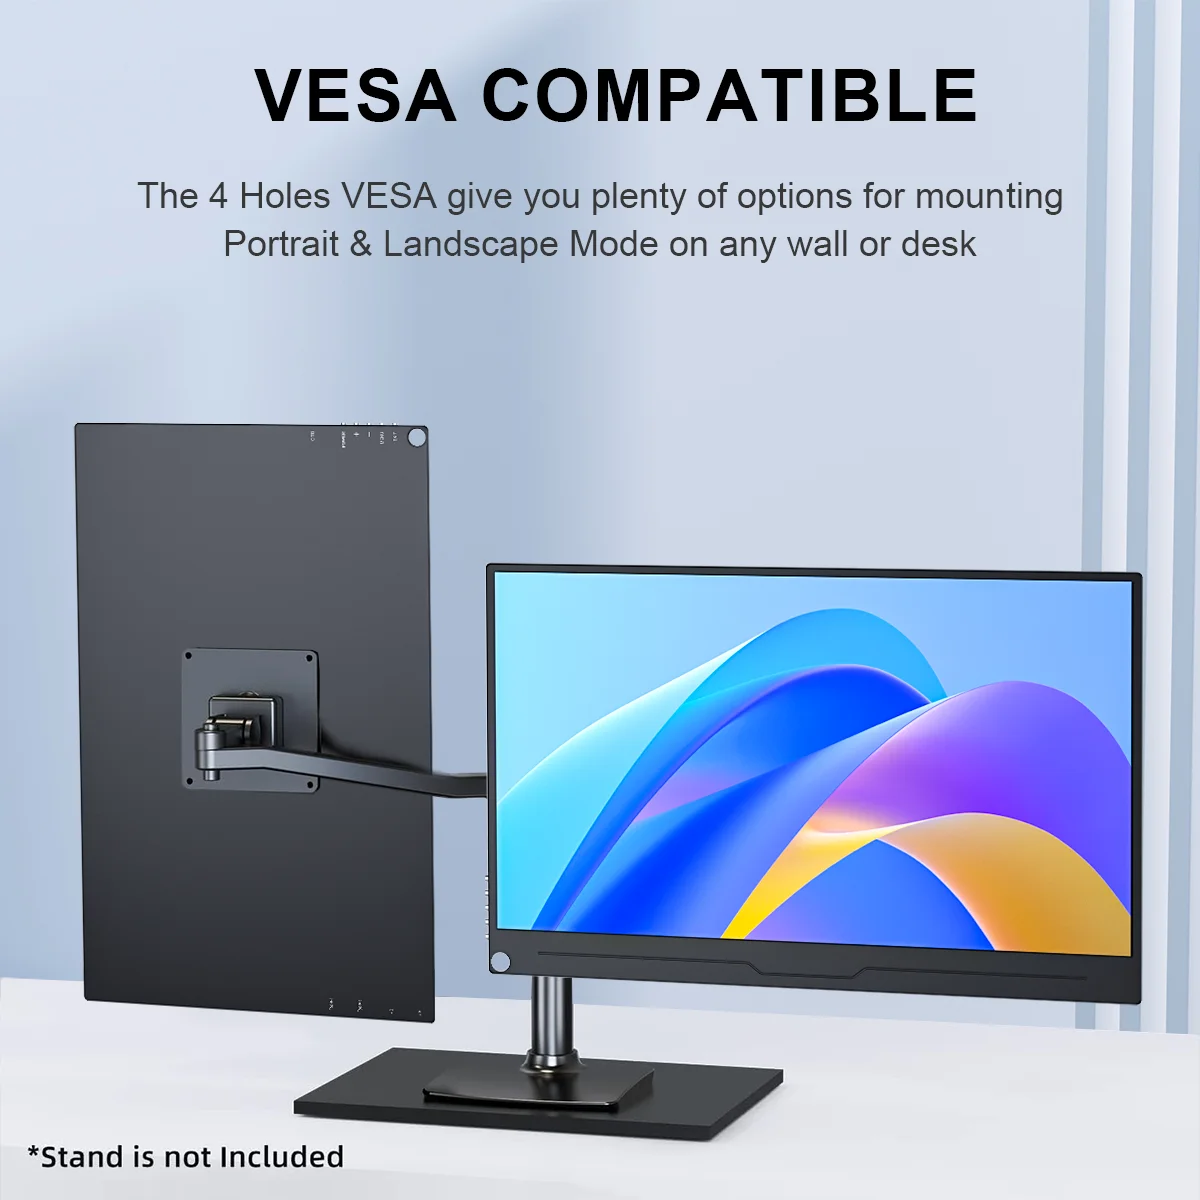 VESA COMPATIBLE
The 4 Holes VESA give you plenty of options for mounting
Portrait & Landscape Mode on any wall or desk
*Stand is not Included